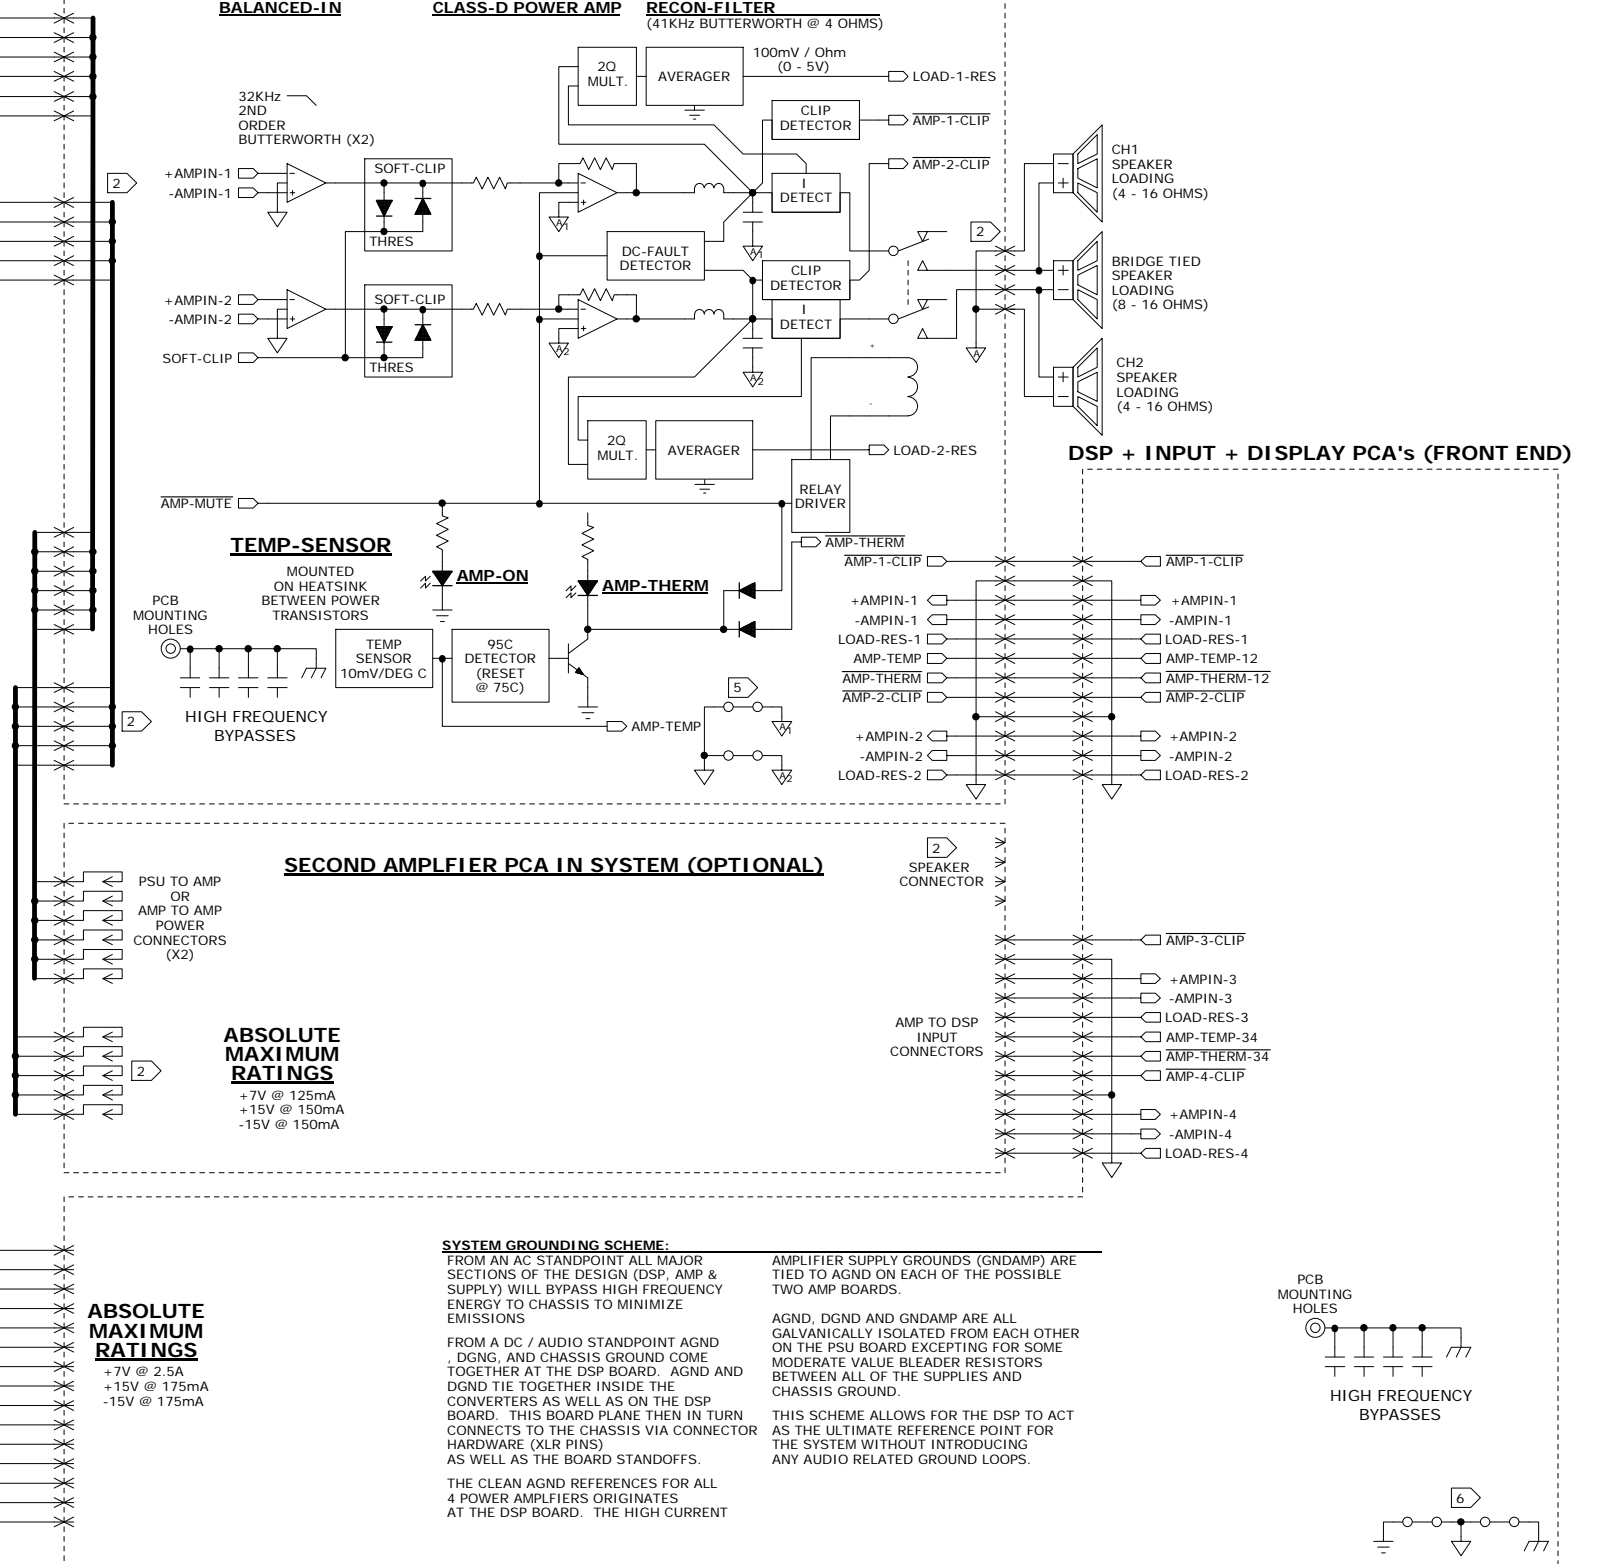 BALANCED-IN
CLASS-D POWER AMP
RECON-FILTER
(41KHz BUTTERWORTH @ 4 OHMS)
2Q
MULT.
AVERAGER
100mV / Ohm
(0 - 5V)
LOAD-1-RES
32KHz
2ND
ORDER
BUTTERWORTH (X2)
CLIP
DETECTOR
AMP-1-CLIP
AMP-2-CLIP
2
+AMPIN-1
-AMPIN-1
SOFT-CLIP
THRES
-
+
-
+
A1
I
DETECT
A1
DC-FAULT
DETECTOR
CLIP
DETECTOR
2
CH1
SPEAKER
LOADING
(4 - 16 OHMS)
-
+
BRIDGE TIED
SPEAKER
LOADING
(8 - 16 OHMS)
+
-
+AMPIN-2
-AMPIN-2
SOFT-CLIP
SOFT-CLIP
THRES
-
+
-
+
A2
I
DETECT
A2
A
+
-
CH2
SPEAKER
LOADING
(4 - 16 OHMS)
+
-
2Q
MULT.
AVERAGER
LOAD-2-RES
RELAY
DRIVER
DSP + INPUT + DISPLAY PCA's (FRONT END)
AMP-MUTE
AMP-THERM
TEMP-SENSOR
MOUNTED
ON HEATSINK
BETWEEN POWER
TRANSISTORS
AMP-ON
AMP-THERM
PCB
MOUNTING
HOLES
TEMP
SENSOR
10mV/DEG C
95C
DETECTOR
(RESET
@ 75C)
HIGH FREQUENCY
BYPASSES
2
AMP-TEMP
5
A1
A2
AMP-1-CLIP
+AMPIN-1
-AMPIN-1
LOAD-RES-1
AMP-TEMP
AMP-THERM
AMP-2-CLIP
+AMPIN-2
-AMPIN-2
LOAD-RES-2
AMP-1-CLIP
+AMPIN-1
-AMPIN-1
LOAD-RES-1
AMP-TEMP-12
AMP-THERM-12
AMP-2-CLIP
+AMPIN-2
-AMPIN-2
LOAD-RES-2
SECOND AMPLFIER PCA IN SYSTEM (OPTIONAL)
2
SPEAKER
CONNECTOR
PSU TO AMP
OR
AMP TO AMP
POWER
CONNECTORS
(X2)
2
ABSOLUTE
MAXIMUM
RATINGS
+7V @ 125mA
+15V @ 150mA
-15V @ 150mA
AMP TO DSP
INPUT
CONNECTORS
AMP-3-CLIP
+AMPIN-3
-AMPIN-3
LOAD-RES-3
AMP-TEMP-34
AMP-THERM-34
AMP-4-CLIP
+AMPIN-4
-AMPIN-4
LOAD-RES-4
ABSOLUTE
MAXIMUM
RATINGS
+7V @ 2.5A
+15V @ 175mA
-15V @ 175mA
SYSTEM GROUNDING SCHEME:
FROM AN AC STANDPOINT ALL MAJOR
SECTIONS OF THE DESIGN (DSP, AMP &
SUPPLY) WILL BYPASS HIGH FREQUENCY
ENERGY TO CHASSIS TO MINIMIZE
EMISSIONS
FROM A DC / AUDIO STANDPOINT AGND
, DGNG, AND CHASSIS GROUND COME
TOGETHER AT THE DSP BOARD. AGND AND
DGND TIE TOGETHER INSIDE THE
CONVERTERS AS WELL AS ON THE DSP
BOARD. THIS BOARD PLANE THEN IN TURN
CONNECTS TO THE CHASSIS VIA CONNECTOR
HARDWARE (XLR PINS)
AS WELL AS THE BOARD STANDOFFS.
THE CLEAN AGND REFERENCES FOR ALL
4 POWER AMPLFIERS ORIGINATES
AT THE DSP BOARD. THE HIGH CURRENT
AMPLIFIER SUPPLY GROUNDS (GNDAMP) ARE
TIED TO AGND ON EACH OF THE POSSIBLE
TWO AMP BOARDS.
AGND, DGND AND GNDAMP ARE ALL
GALVANICALLY ISOLATED FROM EACH OTHER
ON THE PSU BOARD EXCEPTING FOR SOME
MODERATE VALUE BLEADER RESISTORS
BETWEEN ALL OF THE SUPPLIES AND
CHASSIS GROUND.
THIS SCHEME ALLOWS FOR THE DSP TO ACT
AS THE ULTIMATE REFERENCE POINT FOR
THE SYSTEM WITHOUT INTRODUCING
ANY AUDIO RELATED GROUND LOOPS.
PCB
MOUNTING
HOLES
HIGH FREQUENCY
BYPASSES
6